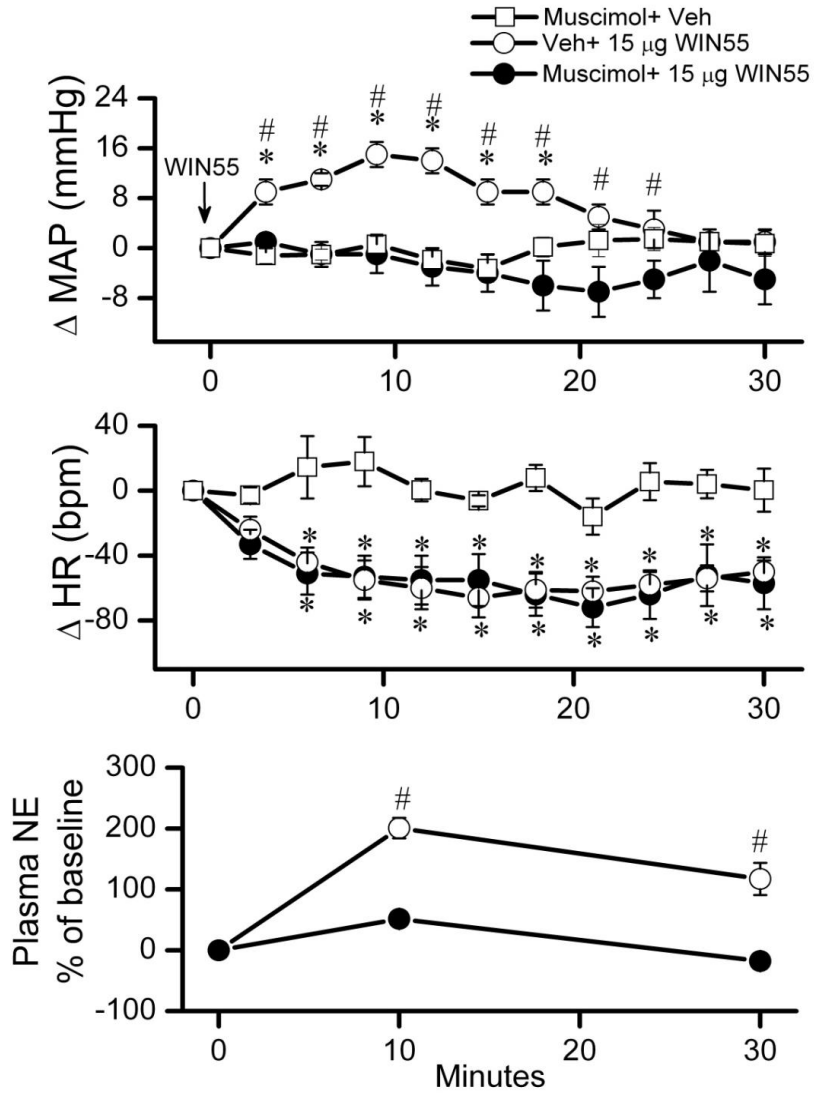 Muscimol+ Veh
Veh+ 15 μg WIN55
Muscimol+ 15 μg WIN55
Δ MAP (mmHg)
24
16
8
0
-8
WIN55
# # # # # # # #
* * * * * *
0 10 20 30
Δ HR (bpm)
40
0
-40
-80
* * * * * * * * *
* * * * * * * * *
0 10 20 30
Plasma NE
% of baseline
300
200
100
0
-100
# #
0 10 20 30
Minutes